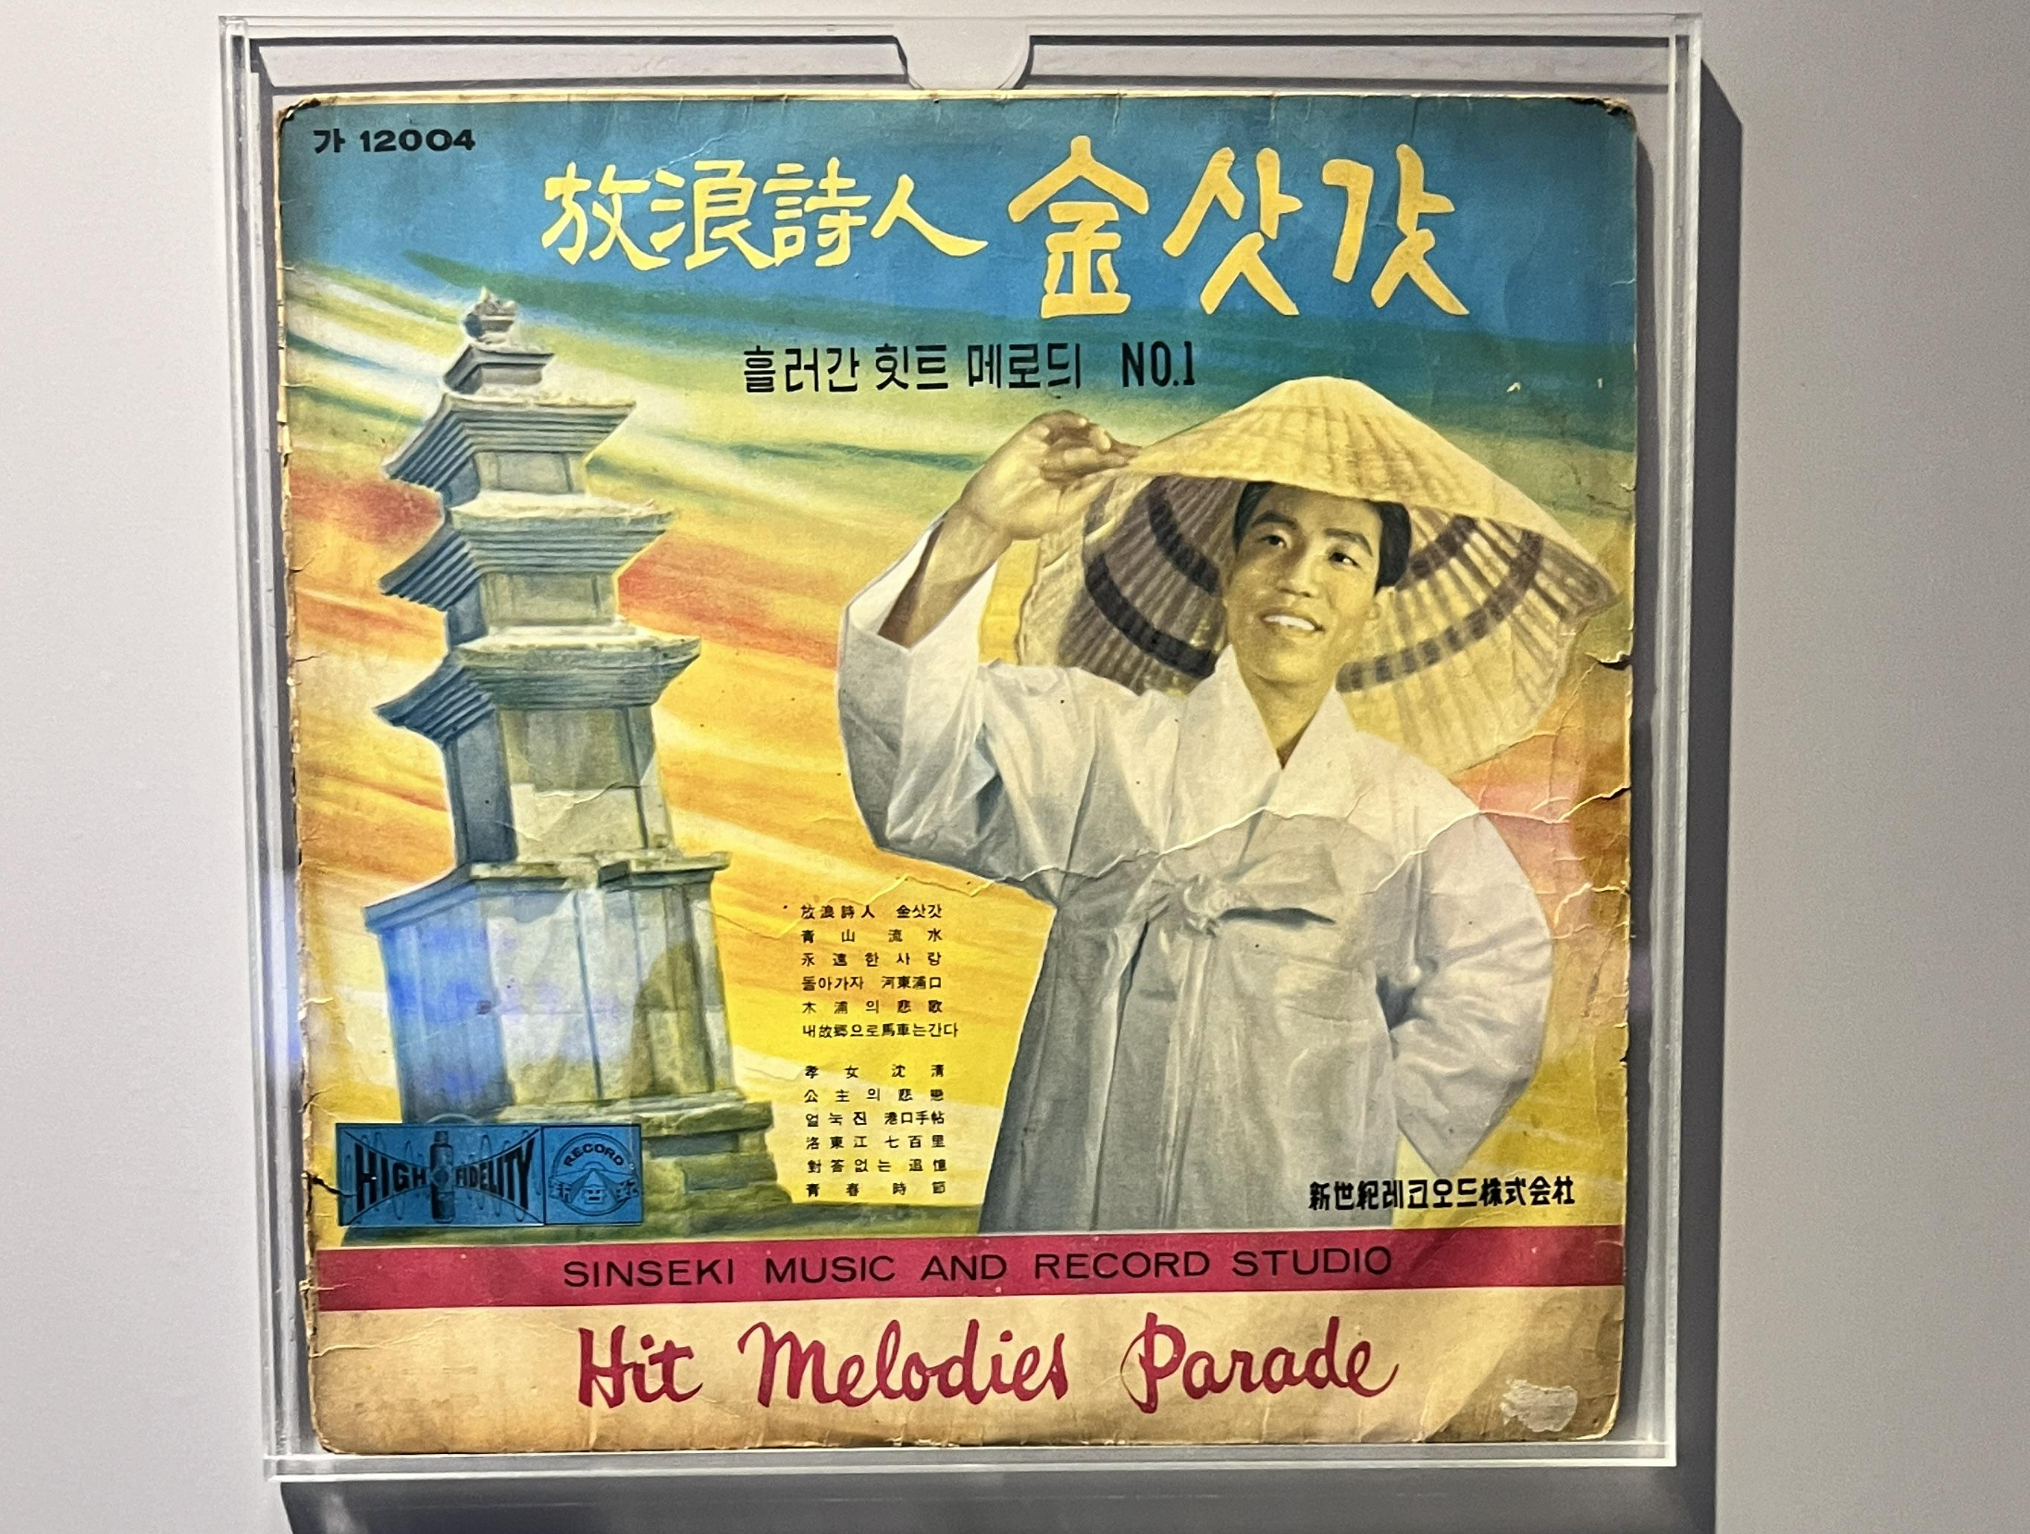 가 12004
放浪詩人 金삿갓
흘러간 힛트 메로듸 NO.1
放浪詩人 金삿갓
青山流水
永遠한사랑
돌아가자 河東浦口
木浦의悲歌
내故鄕으로馬車는간다
孝女沈淸
公主의悲戀
얼룩진 港口手帖
洛東江七百里
對答없는追憶
青春時節
HIGH FIDELITY
RECORD
新世紀레코오드株式会社
SINSEKI MUSIC AND RECORD STUDIO
Hit Melodies Parade